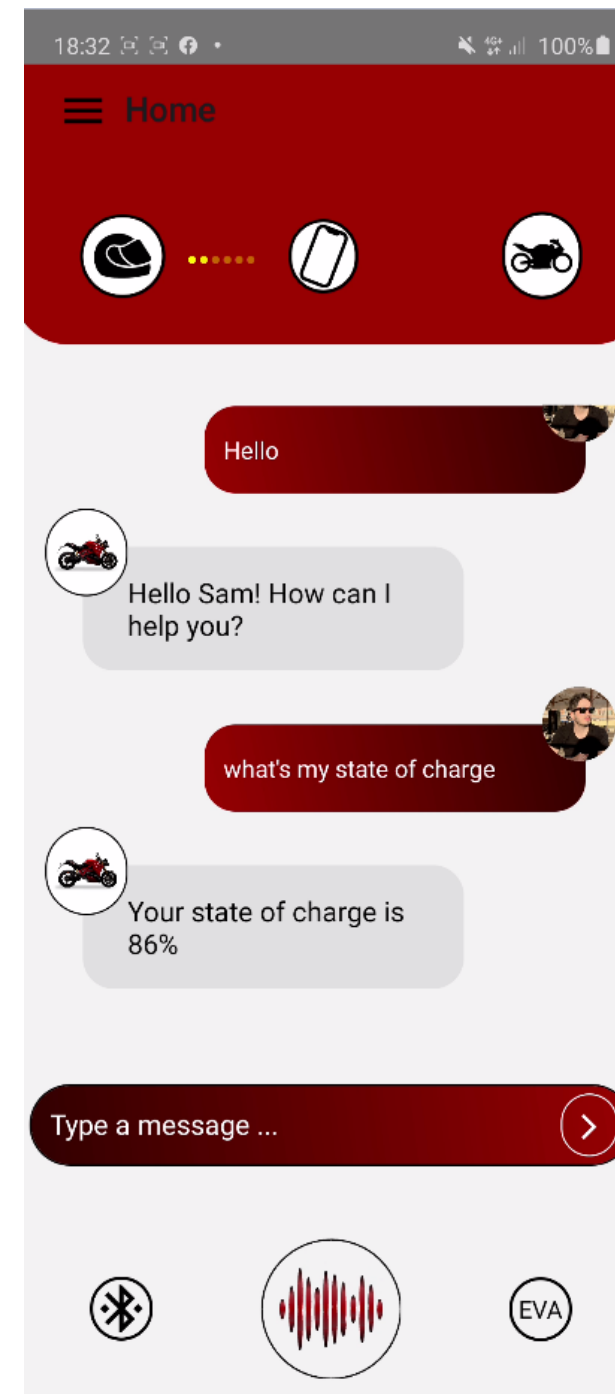 18:32
4G+ 100%
Home
Hello
Hello Sam! How can I
help you?
what's my state of charge
Your state of charge is
86%
Type a message ...
EVA